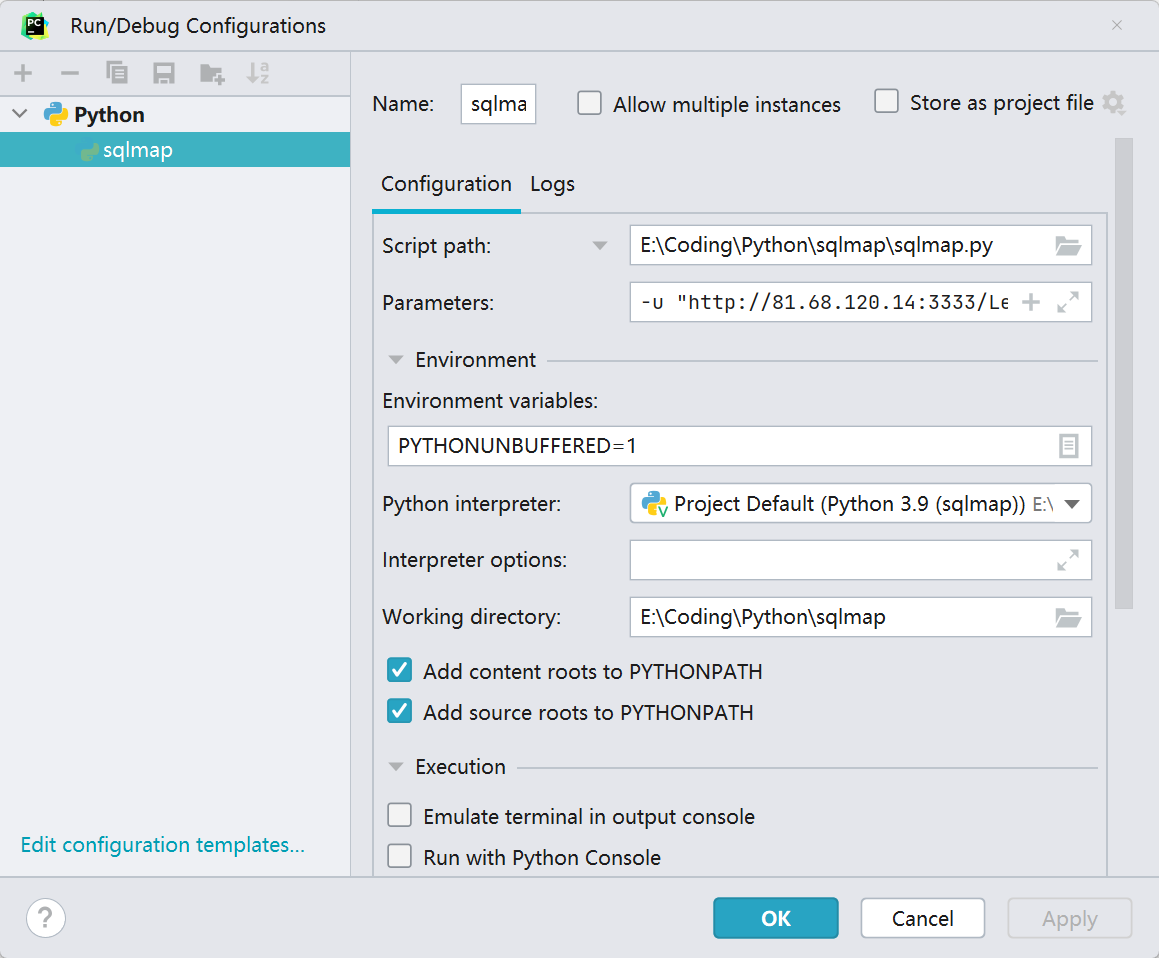 PC
Run/Debug Configurations
Python
sqlmap
Edit configuration templates...
Name: sqlma
Allow multiple instances
Store as project file
Configuration Logs
Script path: E:\Coding\Python\sqlmap\sqlmap.py
Parameters: -u "http://81.68.120.14:3333/Le
Environment
Environment variables:
PYTHONUNBUFFERED=1
Python interpreter: Project Default (Python 3.9 (sqlmap)) E:\
Interpreter options:
Working directory: E:\Coding\Python\sqlmap
Add content roots to PYTHONPATH
Add source roots to PYTHONPATH
Execution
Emulate terminal in output console
Run with Python Console
? OK Cancel Apply